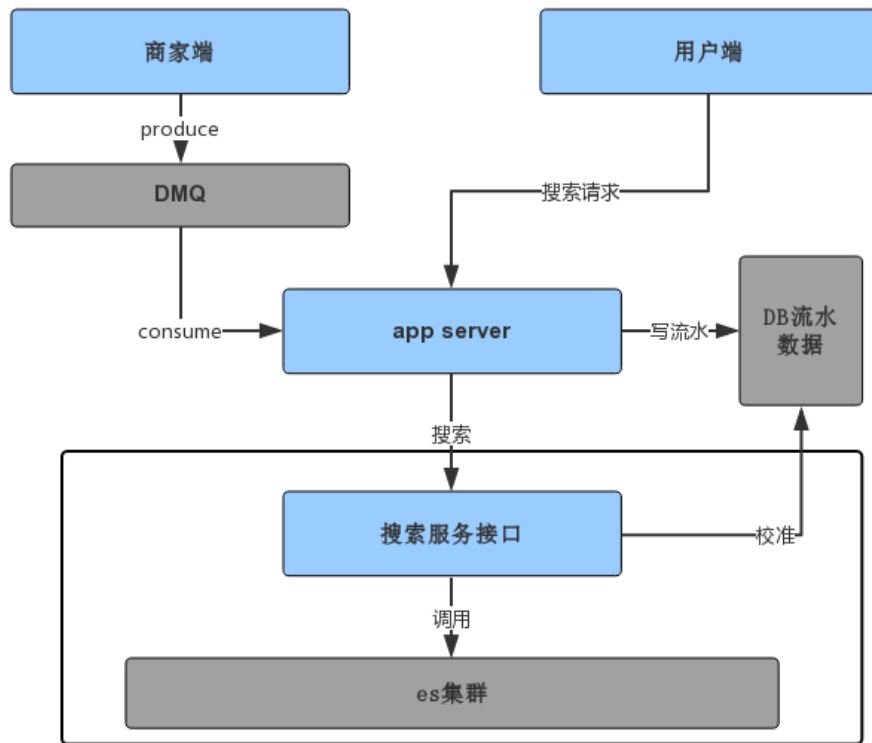 商家端
用户端
produce
DMQ
搜索请求
consume
app server
写流水
DB流水
数据
搜索
搜索服务接口
校准
调用
es集群